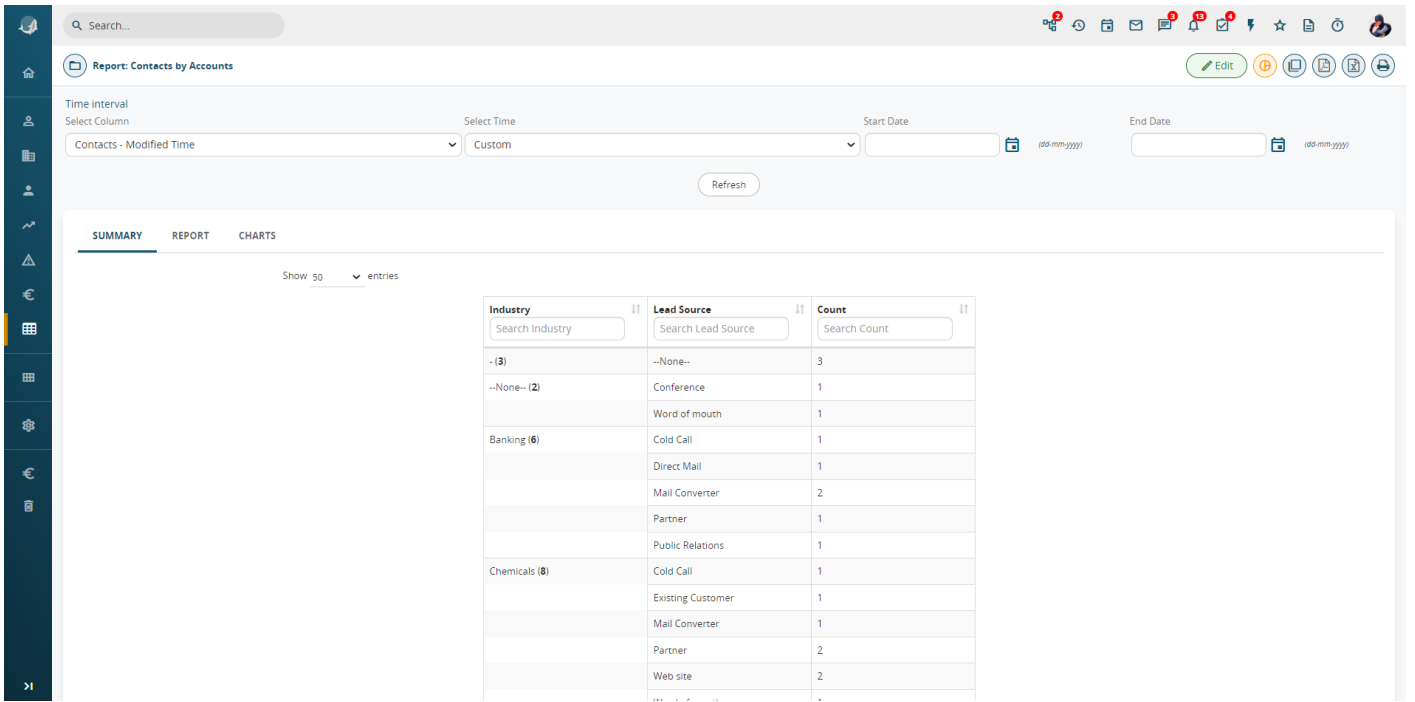 Search...
2
3
13
4
Report: Contacts by Accounts
Edit
Time interval
Select Column
Select Time
Start Date
End Date
Contacts - Modified Time
Custom
(dd-mm-yyyy)
(dd-mm-yyyy)
Refresh
SUMMARY REPORT CHARTS
Show 50 entries
Industry Lead Source Count
Search Industry Search Lead Source Search Count
- (3) --None-- 3
--None-- (2) Conference 1
Word of mouth 1
Banking (6) Cold Call 1
Direct Mail 1
Mail Converter 2
Partner 1
Public Relations 1
Chemicals (8) Cold Call 1
Existing Customer 1
Mail Converter 1
Partner 2
Web site 2